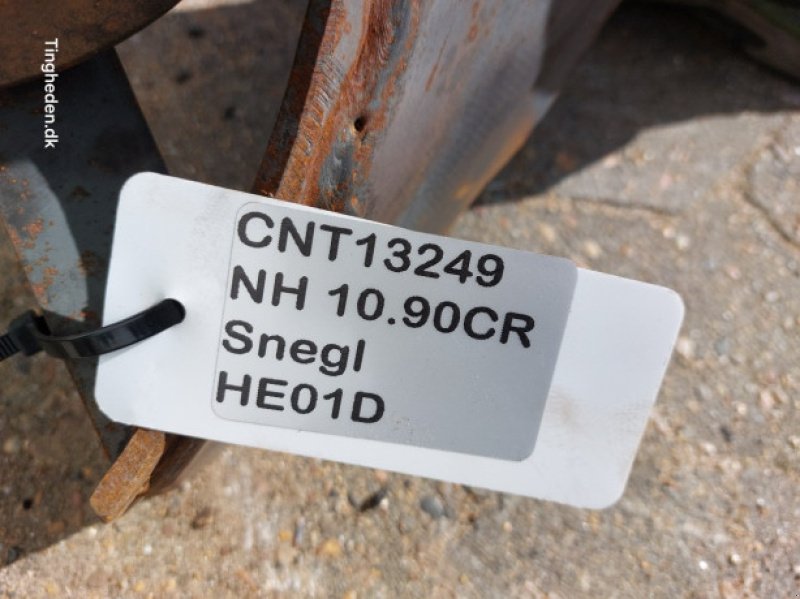 Tingheden.dk
CNT13249
NH 10.90CR
Snegl
HE01D